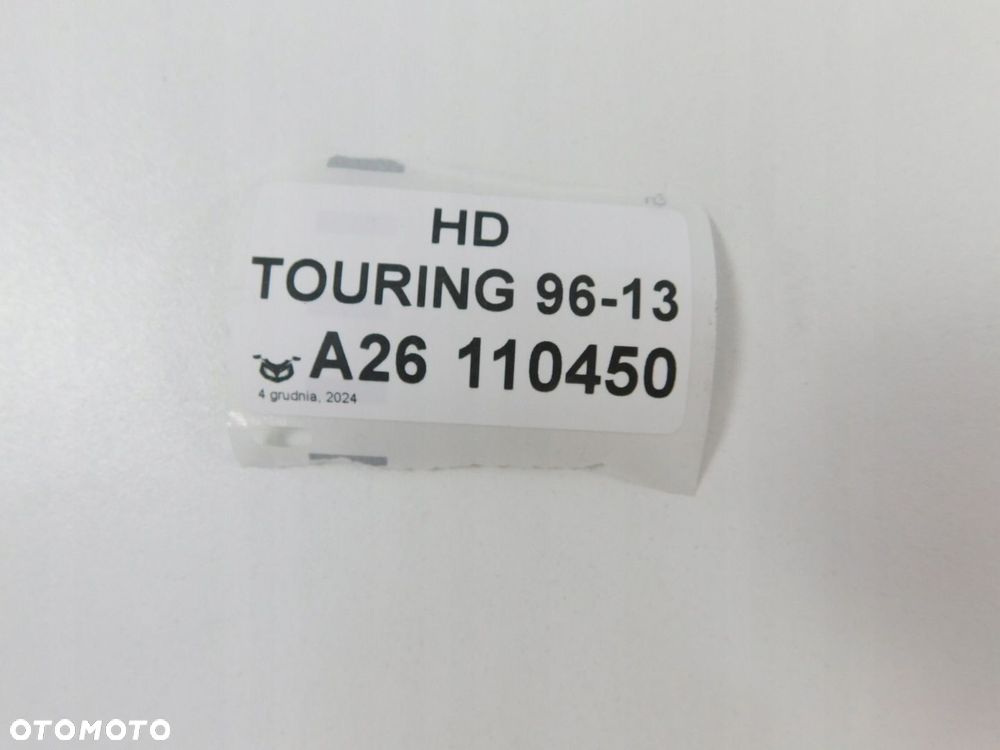 HD
TOURING 96-13
A26 110450
4 grudnia, 2024
OTOMOTO